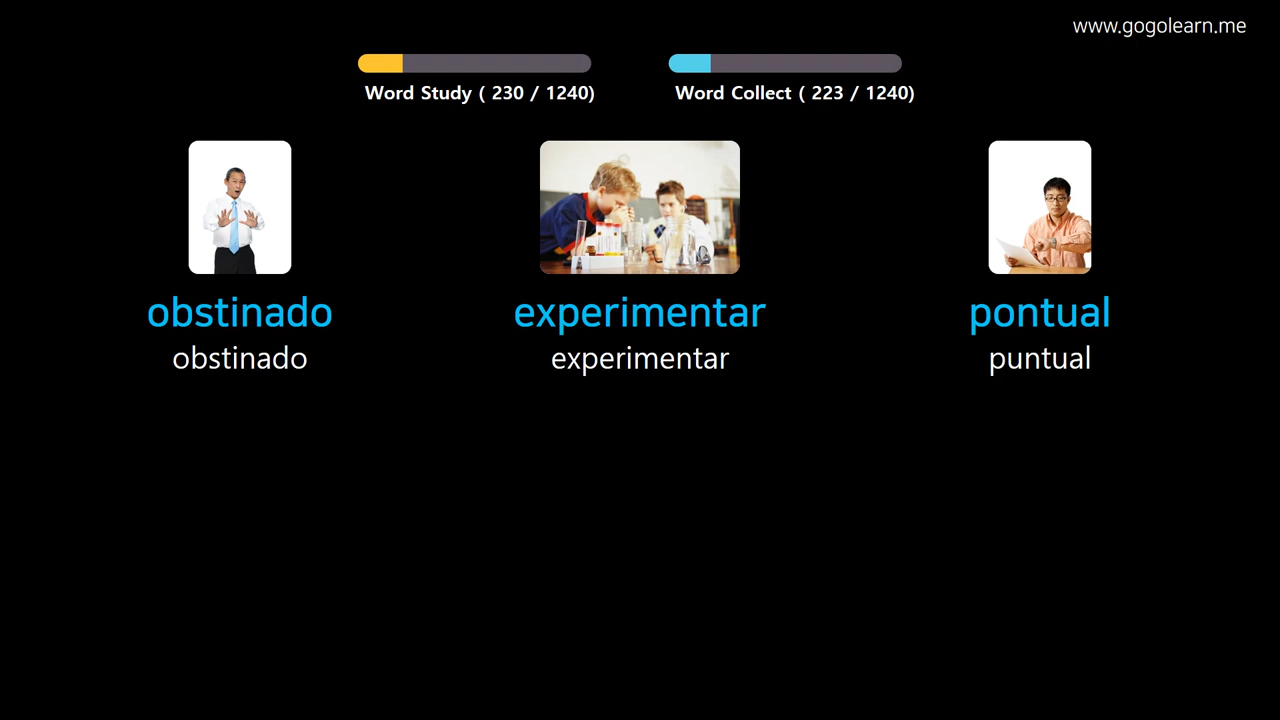 www.gogolearn.me
Word Study ( 230 / 1240)
Word Collect ( 223 / 1240)
obstinado
obstinado
experimentar
experimentar
pontual
puntual